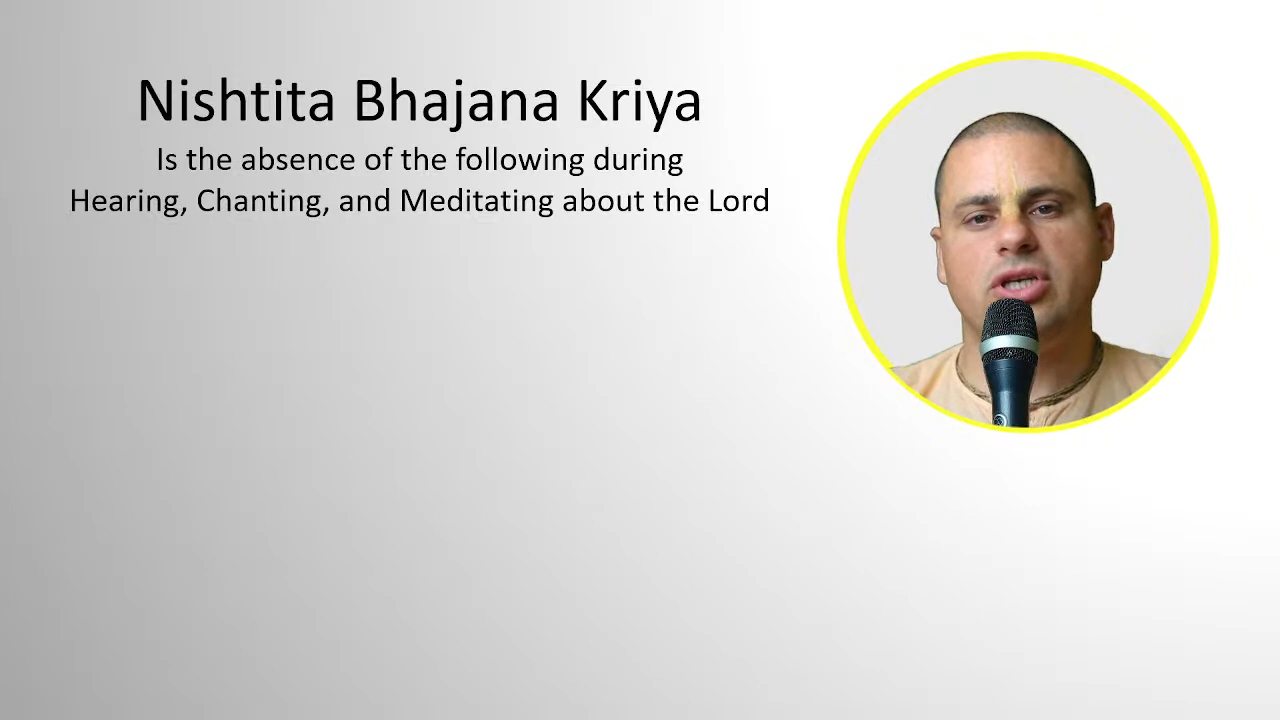 Nishtita Bhajana Kriya
Is the absence of the following during
Hearing, Chanting, and Meditating about the Lord